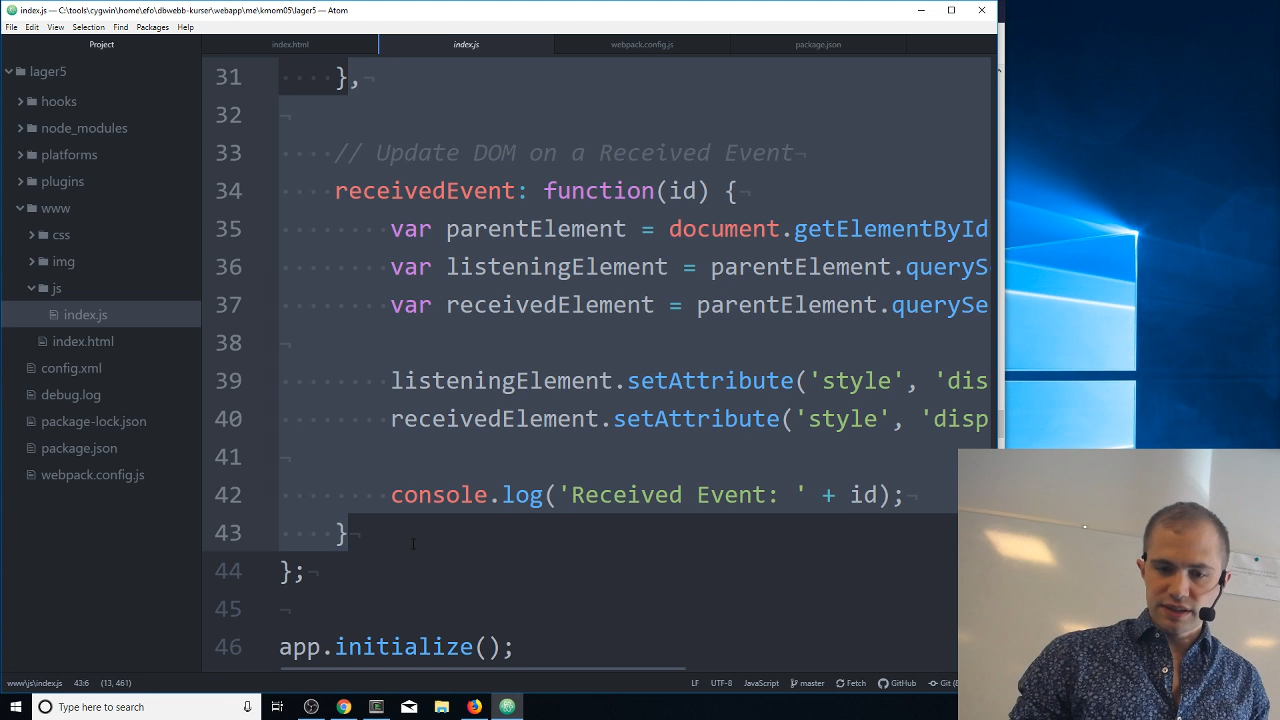 index.js — C:\tools\cygwin\home\efo\dbwebb-kurser\webapp\me\kmom05\lager5 — Atom
File Edit View Selection Find Packages Help
Project
index.html
index.js
webpack.config.js
package.json
lager5
hooks
node_modules
platforms
plugins
www
css
img
js
index.js
index.html
config.xml
debug.log
package-lock.json
package.json
webpack.config.js
31 },
32
33 // Update DOM on a Received Event
34 receivedEvent: function(id) {
35 var parentElement = document.getElementById
36 var listeningElement = parentElement.queryS
37 var receivedElement = parentElement.querySe
38
39 listeningElement.setAttribute('style', 'dis
40 receivedElement.setAttribute('style', 'disp
41
42 console.log('Received Event: ' + id);
43 }
44 };
45
46 app.initialize();
www\js\index.js 43:6 (13, 461) LF UTF-8 JavaScript master Fetch GitHub Git (
Type here to search